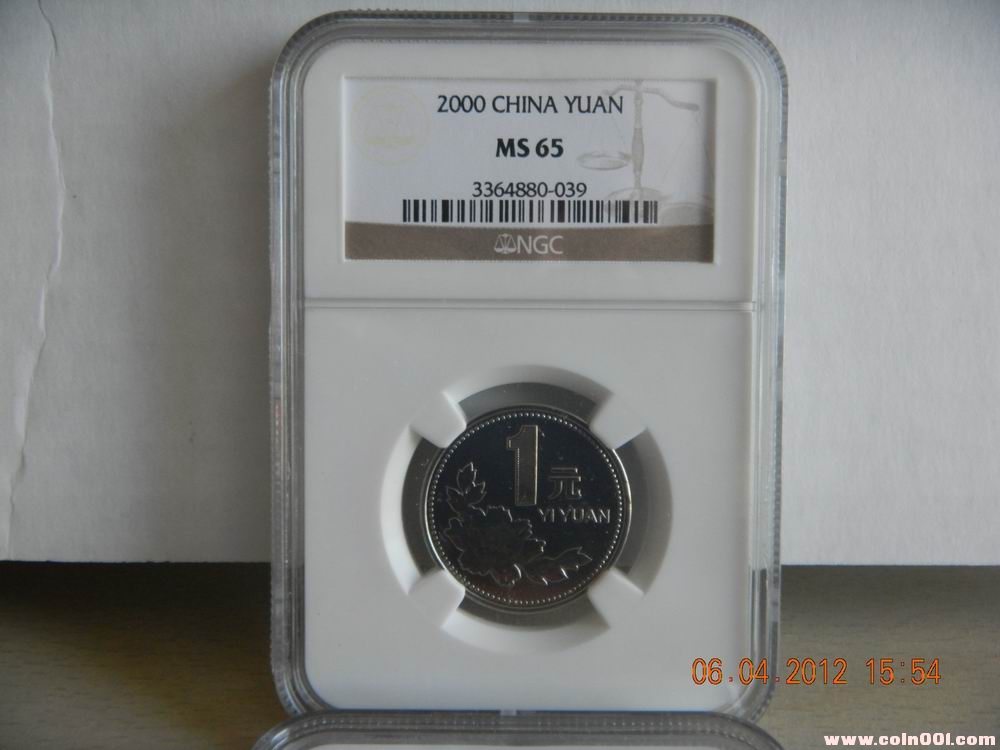 2000 CHINA YUAN
MS 65
3364880-039
NGC
1
元
YI YUAN
06.04.2012 15:54
www.coin001.com